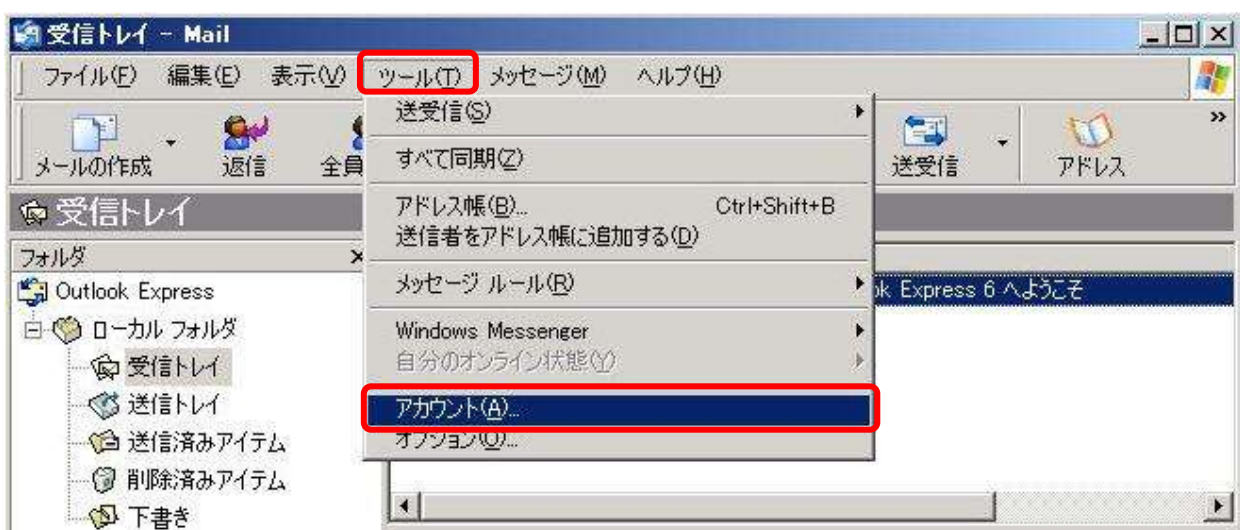 受信トレイ - Mail
ファイル(F) 編集(E) 表示(V) ツール(T) メッセージ(M) ヘルプ(H)
メールの作成 返信 全員 送受信 アドレス »
受信トレイ
フォルダ ×
Outlook Express
ローカル フォルダ
受信トレイ
送信トレイ
送信済みアイテム
削除済みアイテム
下書き
送受信(S)
すべて同期(Z)
アドレス帳(B)... Ctrl+Shift+B
送信者をアドレス帳に追加する(D)
メッセージ ルール(R)
Windows Messenger
自分のオンライン状態(Y)
アカウント(A)...
オプション(O)...
ok Express 6 へようこそ